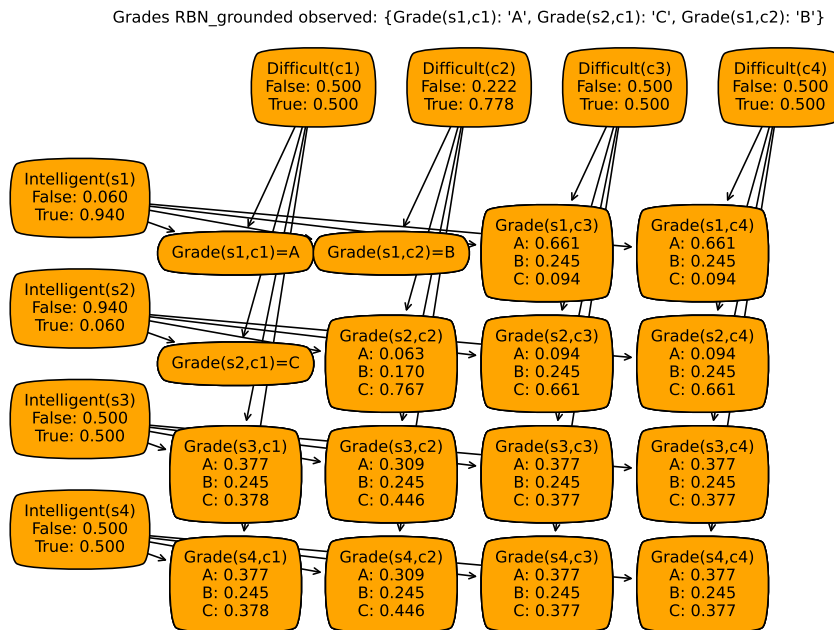 Grades RBN_grounded observed: {Grade(s1,c1): 'A', Grade(s2,c1): 'C', Grade(s1,c2): 'B'}
Difficult(c1)
False: 0.500
True: 0.500
Difficult(c2)
False: 0.222
True: 0.778
Difficult(c3)
False: 0.500
True: 0.500
Difficult(c4)
False: 0.500
True: 0.500
Intelligent(s1)
False: 0.060
True: 0.940
Grade(s1,c1)=A
Grade(s1,c2)=B
Grade(s1,c3)
A: 0.661
B: 0.245
C: 0.094
Grade(s1,c4)
A: 0.661
B: 0.245
C: 0.094
Intelligent(s2)
False: 0.940
True: 0.060
Grade(s2,c1)=C
Grade(s2,c2)
A: 0.063
B: 0.170
C: 0.767
Grade(s2,c3)
A: 0.094
B: 0.245
C: 0.661
Grade(s2,c4)
A: 0.094
B: 0.245
C: 0.661
Intelligent(s3)
False: 0.500
True: 0.500
Grade(s3,c1)
A: 0.377
B: 0.245
C: 0.378
Grade(s3,c2)
A: 0.309
B: 0.245
C: 0.446
Grade(s3,c3)
A: 0.377
B: 0.245
C: 0.377
Grade(s3,c4)
A: 0.377
B: 0.245
C: 0.377
Intelligent(s4)
False: 0.500
True: 0.500
Grade(s4,c1)
A: 0.377
B: 0.245
C: 0.378
Grade(s4,c2)
A: 0.309
B: 0.245
C: 0.446
Grade(s4,c3)
A: 0.377
B: 0.245
C: 0.377
Grade(s4,c4)
A: 0.377
B: 0.245
C: 0.377